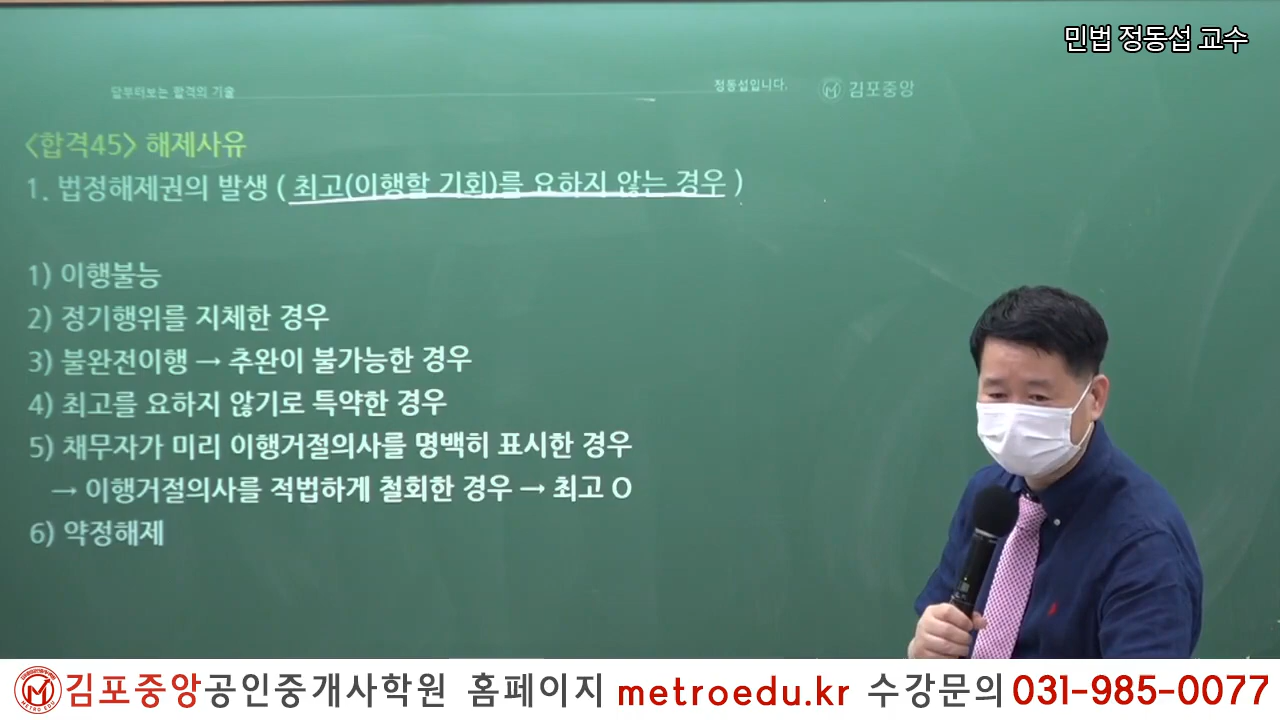 민법 정동섭 교수
달부터보는 합격의 기술
정동섭입니다.
김포중앙
<합격45> 해제사유
1. 법정해제권의 발생 ( 최고(이행할 기회)를 요하지 않는 경우 )
1) 이행불능
2) 정기행위를 지체한 경우
3) 불완전이행 → 추완이 불가능한 경우
4) 최고를 요하지 않기로 특약한 경우
5) 채무자가 미리 이행거절의사를 명백히 표시한 경우
→ 이행거절의사를 적법하게 철회한 경우 → 최고 O
6) 약정해제
METRO EDU
김포중앙공인중개사학원 홈페이지 metroedu.kr 수강문의 031-985-0077